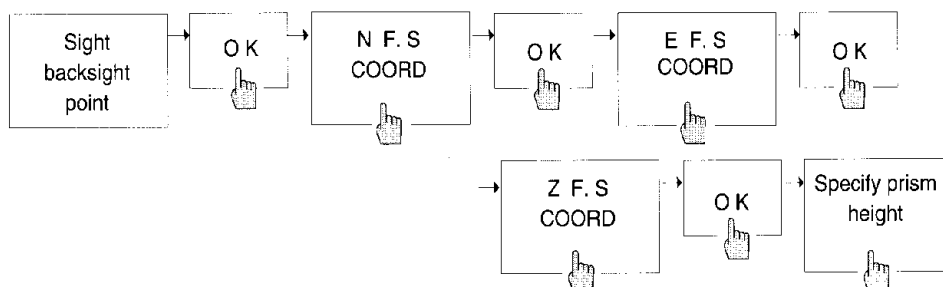 Sight
backsight
point
O K
N F. S
COORD
O K
E F. S
COORD
O K
Z F. S
COORD
O K
Specify prism
height